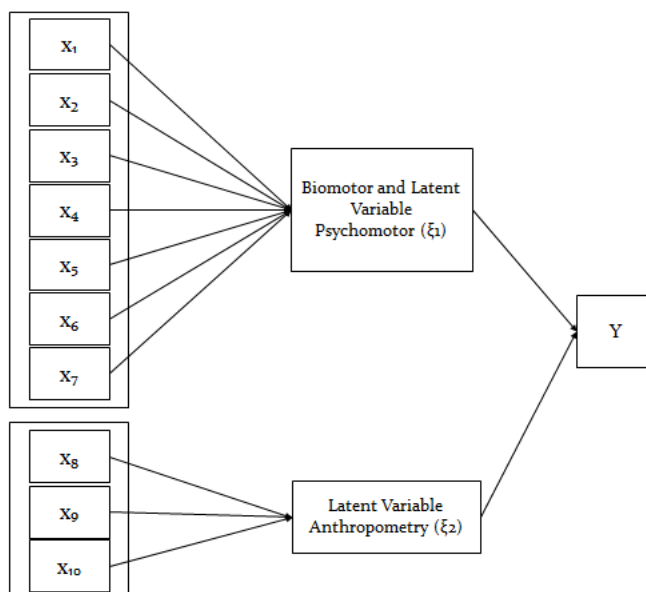 X₁
X₂
X₃
X₄
X₅
X₆
X₇
Biomotor and Latent
Variable
Psychomotor (ξ1)
Y
X₈
X₉
X₁₀
Latent Variable
Anthropometry (ξ2)